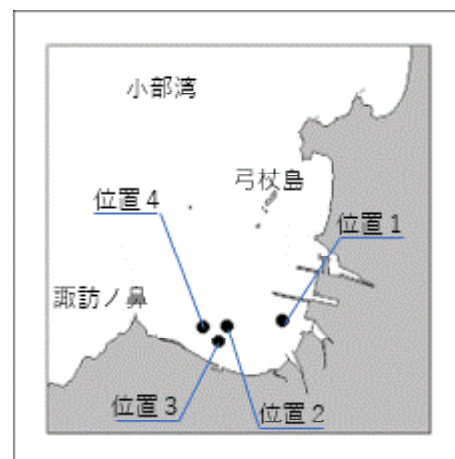 小部湾
弓杖島
位置４
位置１
諏訪ノ鼻
位置３
位置２